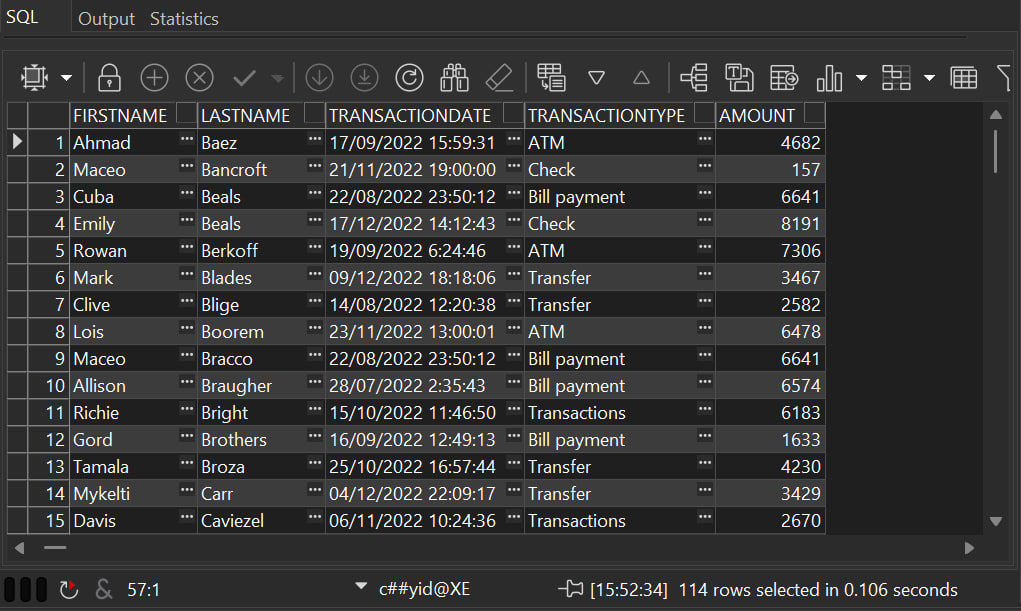 SQL Output Statistics
FIRSTNAME LASTNAME TRANSACTIONDATE TRANSACTIONTYPE AMOUNT
1 Ahmad ... Baez ... 17/09/2022 15:59:31 ... ATM ... 4682
2 Maceo ... Bancroft ... 21/11/2022 19:00:00 ... Check ... 157
3 Cuba ... Beals ... 22/08/2022 23:50:12 ... Bill payment ... 6641
4 Emily ... Beals ... 17/12/2022 14:12:43 ... Check ... 8191
5 Rowan ... Berkoff ... 19/09/2022 6:24:46 ... ATM ... 7306
6 Mark ... Blades ... 09/12/2022 18:18:06 ... Transfer ... 3467
7 Clive ... Blige ... 14/08/2022 12:20:38 ... Transfer ... 2582
8 Lois ... Boorem ... 23/11/2022 13:00:01 ... ATM ... 6478
9 Maceo ... Bracco ... 22/08/2022 23:50:12 ... Bill payment ... 6641
10 Allison ... Braugher ... 28/07/2022 2:35:43 ... Bill payment ... 6574
11 Richie ... Bright ... 15/10/2022 11:46:50 ... Transactions ... 6183
12 Gord ... Brothers ... 16/09/2022 12:49:13 ... Bill payment ... 1633
13 Tamala ... Broza ... 25/10/2022 16:57:44 ... Transfer ... 4230
14 Mykelti ... Carr ... 04/12/2022 22:09:17 ... Transfer ... 3429
15 Davis ... Caviezel ... 06/11/2022 10:24:36 ... Transactions ... 2670
& 57:1 c##yid@XE [15:52:34] 114 rows selected in 0.106 seconds